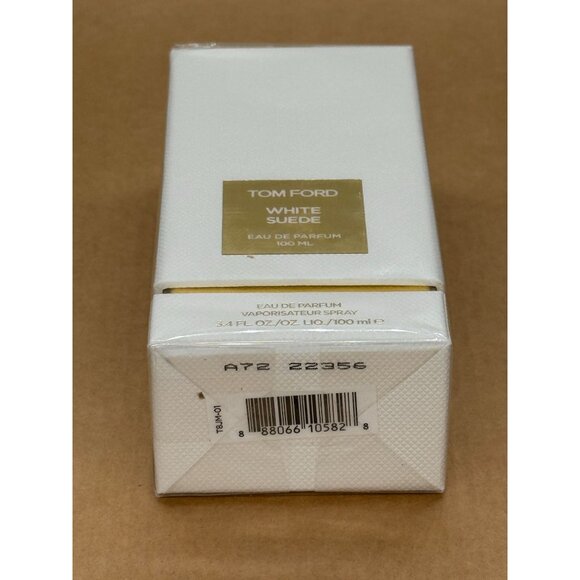 TOM FORD
WHITE
SUEDE
EAU DE PARFUM
100 ML
EAU DE PARFUM
VAPORISATEUR SPRAY
3.4 FL. OZ./OZ. LIQ./100 ml e
A72 22356
T8JM-01
8 88066 10582 8